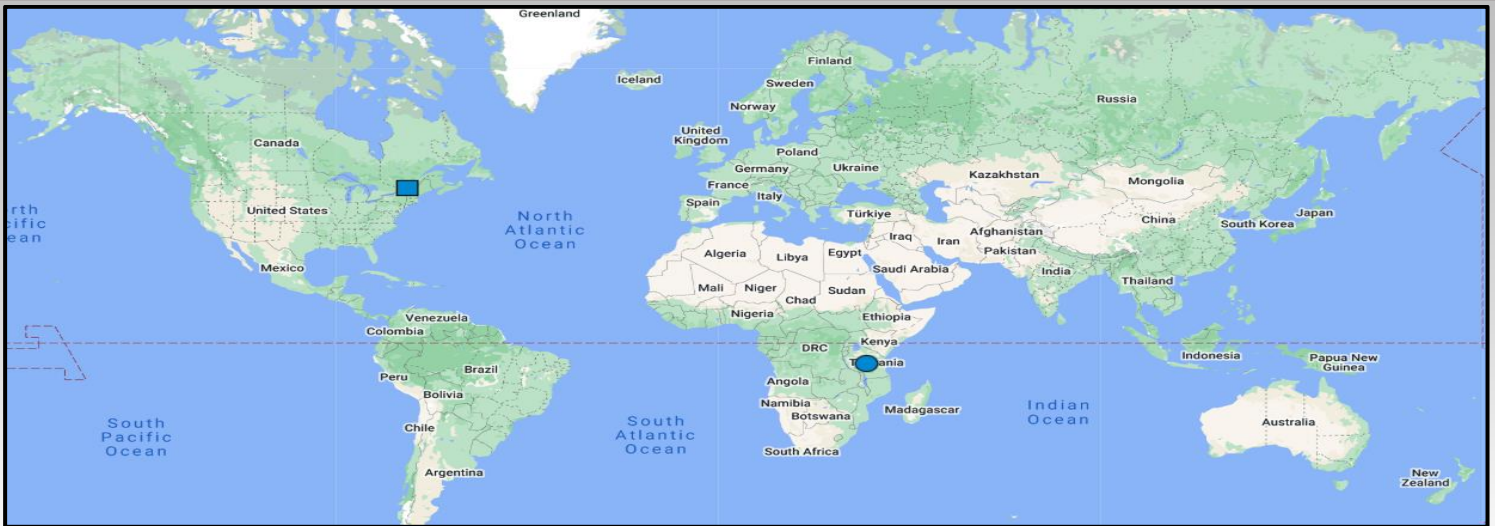 Greenland
Iceland
Finland
Sweden
Norway
Russia
United
Kingdom
Canada
Poland
Germany
Ukraine
Kazakhstan
Mongolia
France
Italy
Spain
United States
North
Atlantic
Ocean
Türkiye
China
South Korea
Japan
Afghanistan
Iraq
Iran
Pakistan
Algeria
Libya
Egypt
Saudi Arabia
India
Mexico
Thailand
Mali
Niger
Sudan
Chad
Nigeria
Ethiopia
Venezuela
Colombia
Kenya
DRC
Indonesia
Papua New
Guinea
Brazil
Peru
Angola
Bolivia
Namibia
Botswana
Madagascar
Indian
Ocean
South
Pacific
Ocean
Chile
South
Atlantic
Ocean
Australia
South Africa
Argentina
New
Zealand